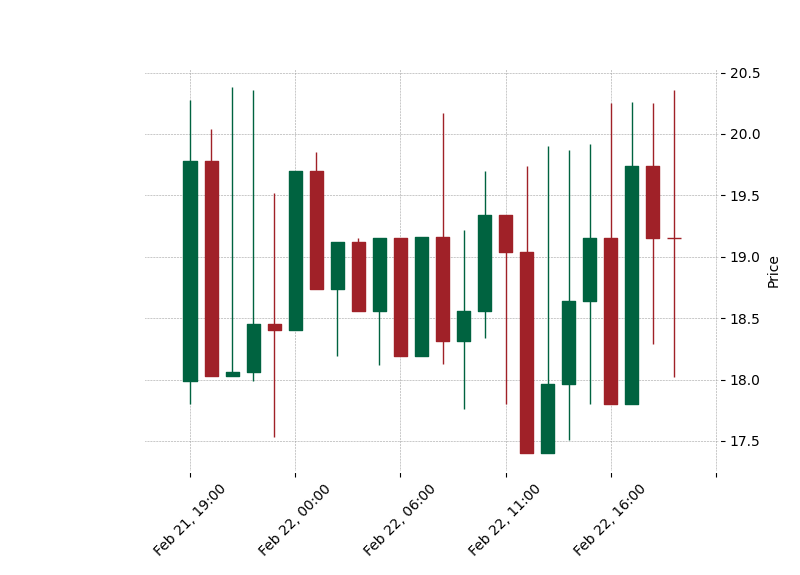 20.5
20.0
19.5
19.0
18.5
18.0
17.5
Price
Feb 21, 19:00
Feb 22, 00:00
Feb 22, 06:00
Feb 22, 11:00
Feb 22, 16:00